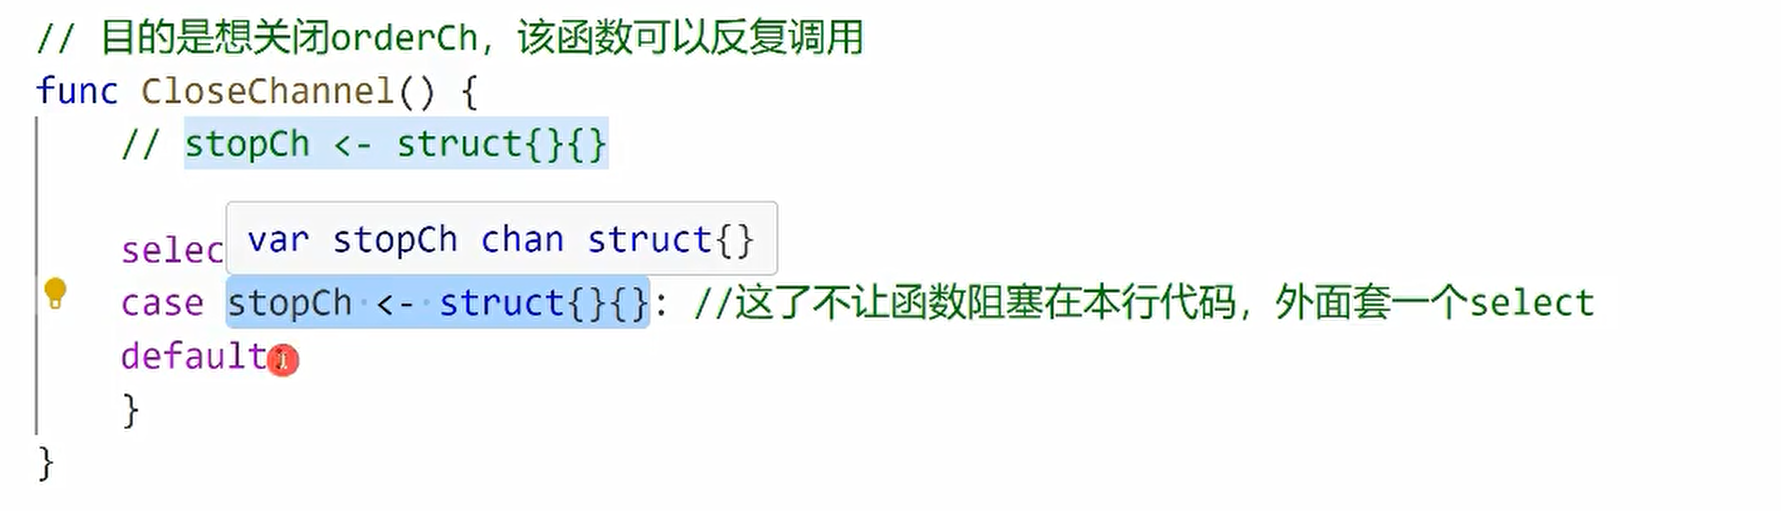 // 目的是想关闭orderCh，该函数可以反复调用
func CloseChannel() {
// stopCh <- struct{}{}
var stopCh chan struct{}
selec
case stopCh <- struct{}{}: //这了不让函数阻塞在本行代码，外面套一个select
default
}
}